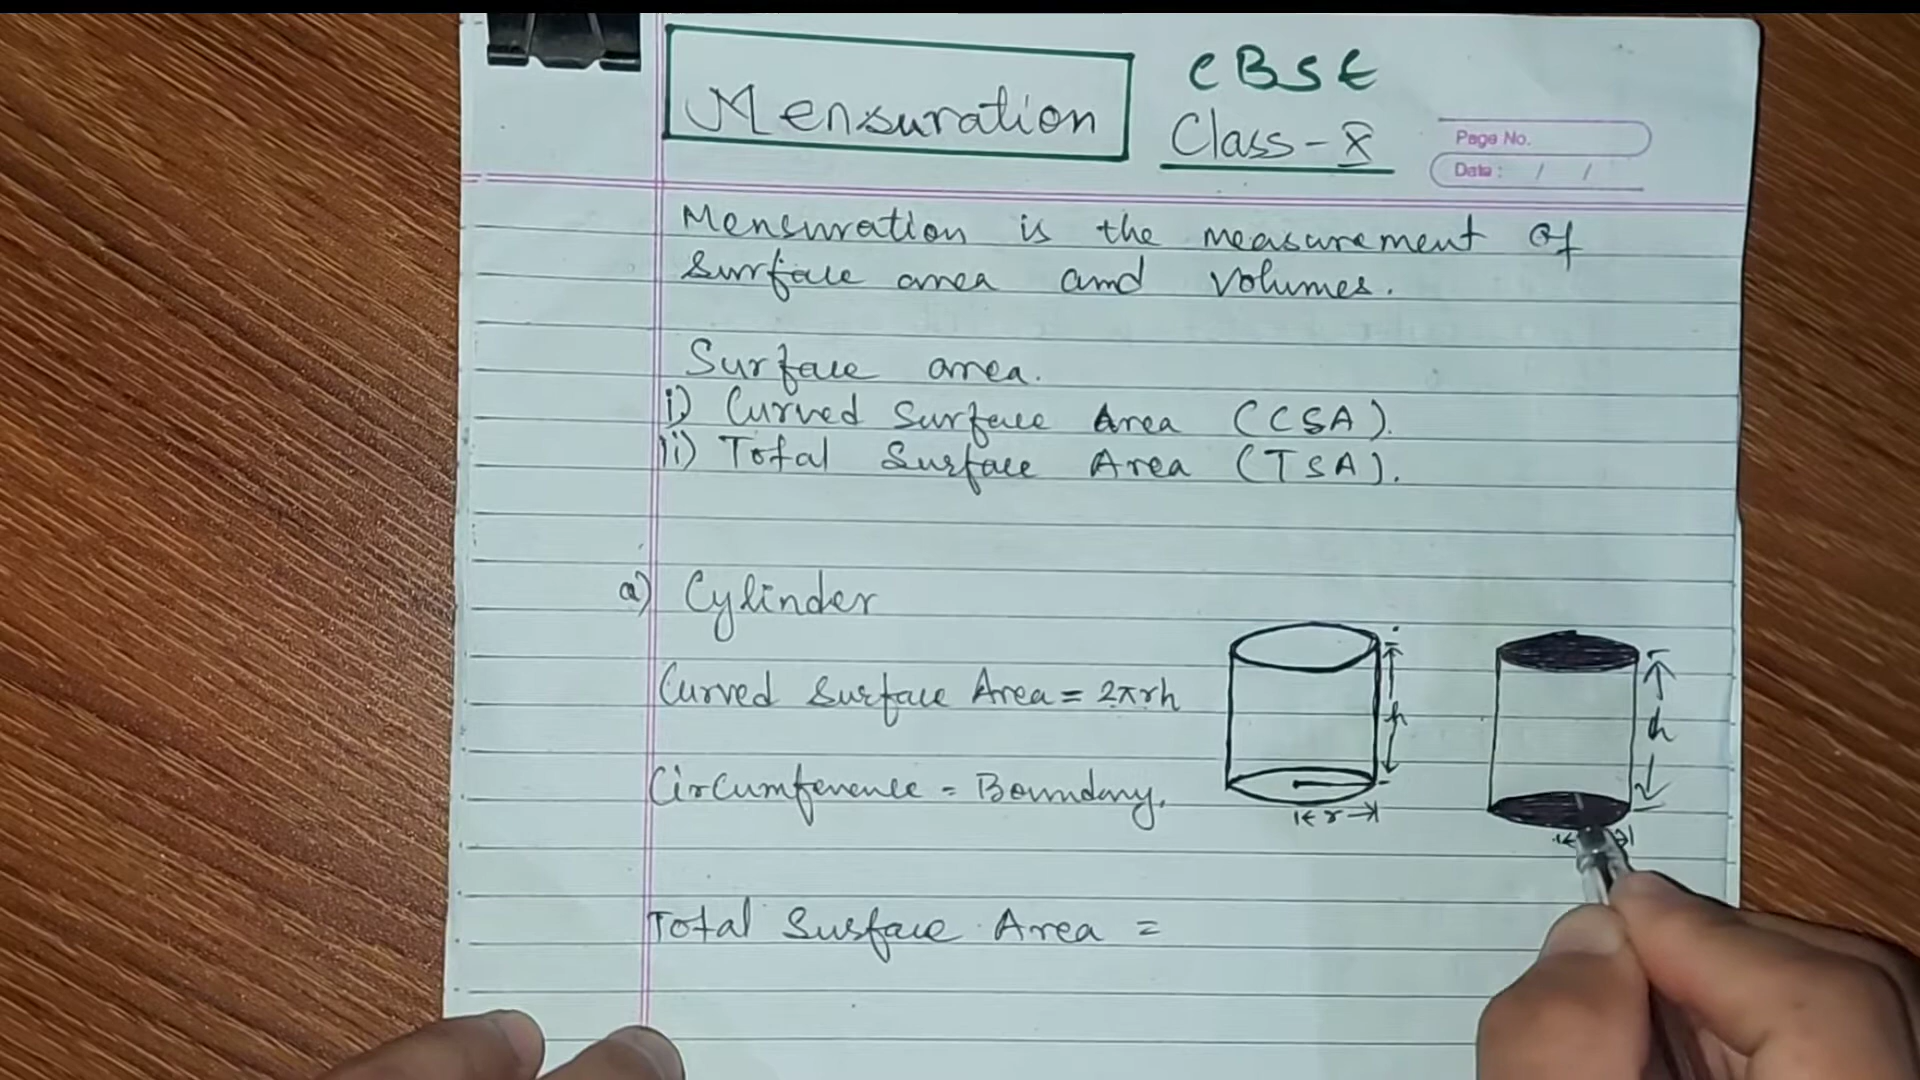 Mensuration
CBSE
Class - X
Page No.
Date : / /
Mensuration is the measurement of
surface area and volumes.
Surface area.
i) Curved Surface Area (CSA).
ii) Total Surface Area (TSA).
a) Cylinder
Curved Surface Area = 2πrh
Circumference = Boundary.
h
r
h
Total Surface Area =